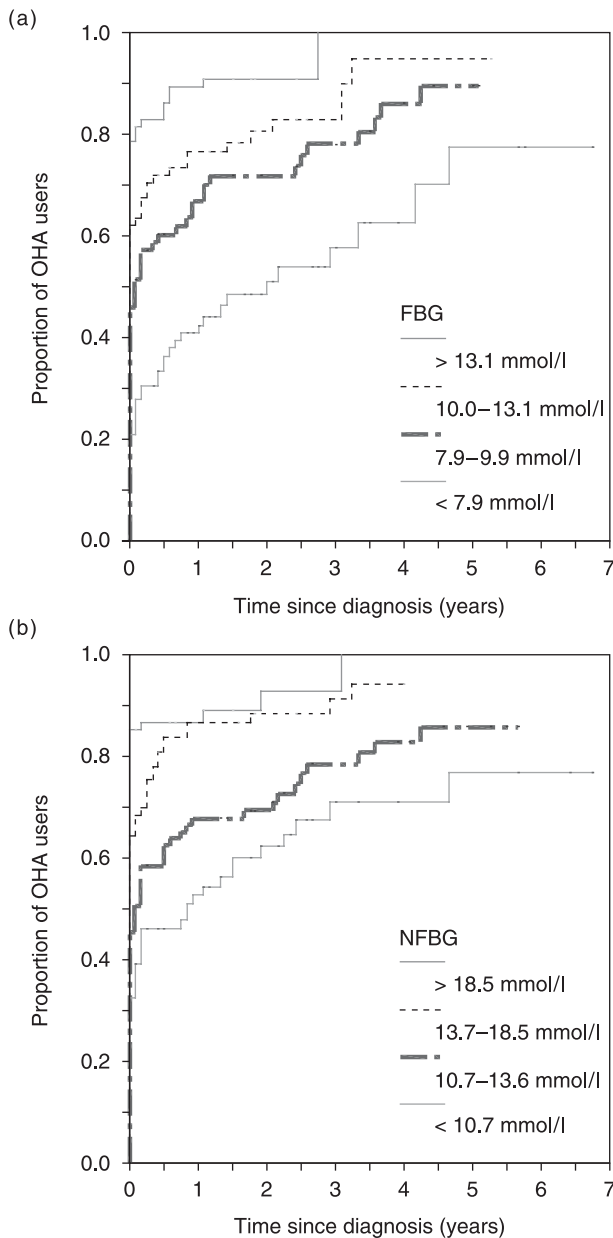 (a)
1.0
0.8
0.6
0.4
0.2
0.0
Proportion of OHA users
FBG
> 13.1 mmol/l
10.0–13.1 mmol/l
7.9–9.9 mmol/l
< 7.9 mmol/l
0 1 2 3 4 5 6 7
Time since diagnosis (years)
(b)
1.0
0.8
0.6
0.4
0.2
0.0
Proportion of OHA users
NFBG
> 18.5 mmol/l
13.7–18.5 mmol/l
10.7–13.6 mmol/l
< 10.7 mmol/l
0 1 2 3 4 5 6 7
Time since diagnosis (years)